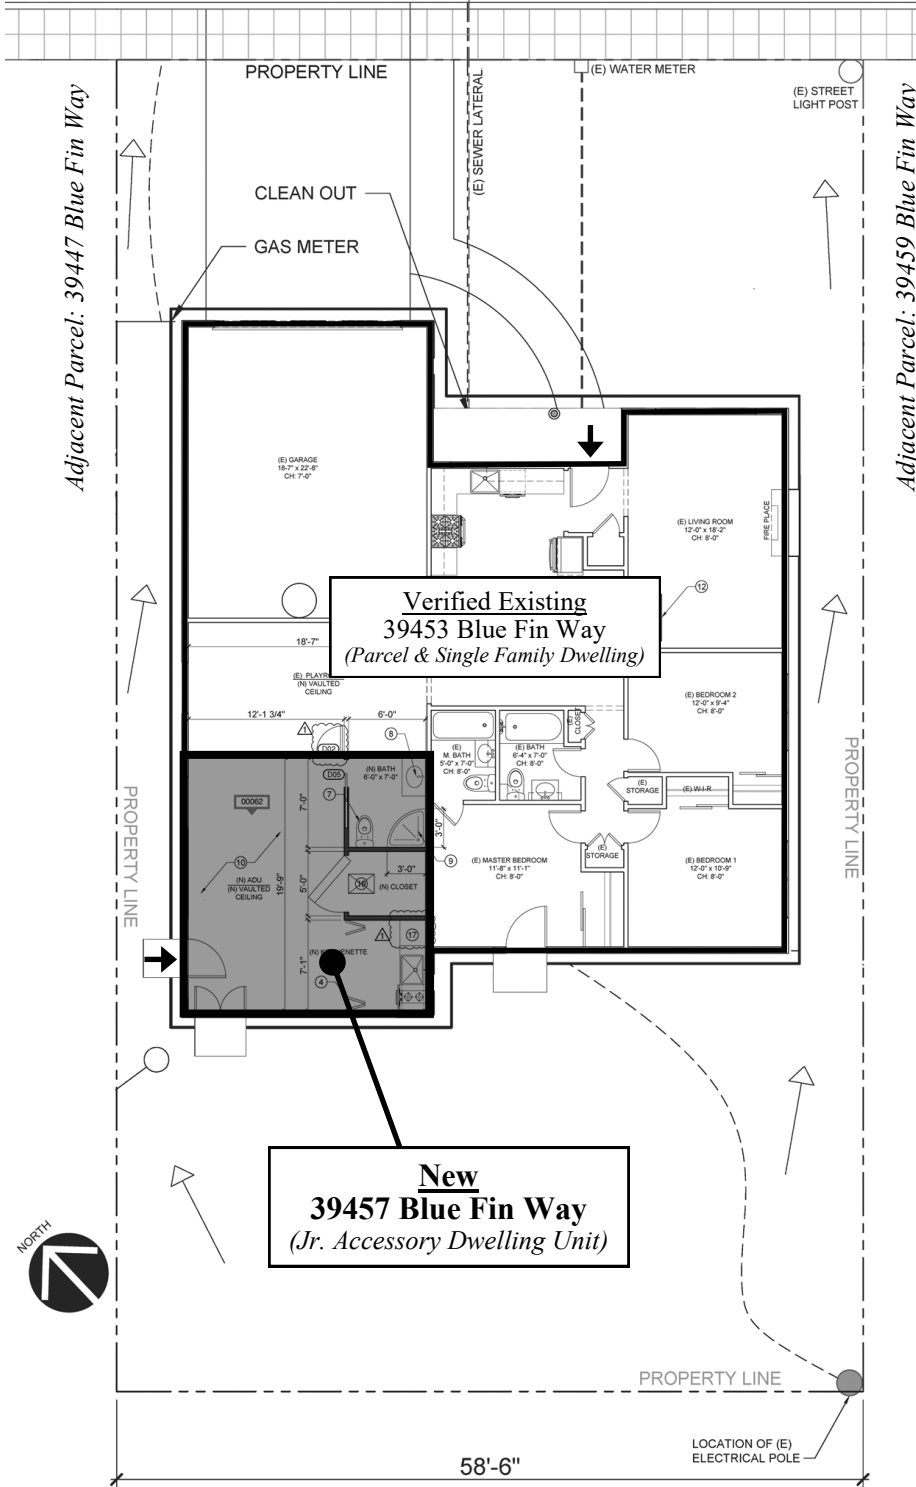 PROPERTY LINE
(E) WATER METER
(E) STREET
LIGHT POST
(E) SEWER LATERAL
Adjacent Parcel: 39447 Blue Fin Way
Adjacent Parcel: 39459 Blue Fin Way
CLEAN OUT
GAS METER
(E) GARAGE
18'-7" x 22'-8"
CH: 7'-0"
(E) LIVING ROOM
12'-0" x 18'-2"
CH: 8'-0"
FIRE PLACE
12
Verified Existing
39453 Blue Fin Way
(Parcel & Single Family Dwelling)
18'-7"
(E) PLAYR
(N) VAULTED
CEILING
12'-1 3/4"
6'-0"
(E) BEDROOM 2
12'-0" x 9'-4"
CH: 8'-0"
(E)
CLOSET
1
8
D02
(E)
M. BATH
5'-0" x 7'-0"
CH: 8'-0"
(E) BATH
6'-4" x 7'-0"
CH: 8'-0"
D05
(N) BATH
6'-0" x 7'-0"
7
00062
7'-0"
3'-0"
(E)
STORAGE
(E) W-I-R
PROPERTY LINE
PROPERTY LINE
10
(N) ADU
(N) VAULTED
CEILING
19'-9"
5'-0"
3'-0"
16
(N) CLOSET
9
(E) MASTER BEDROOM
11'-8" x 11'-1"
CH: 8'-0"
(E)
STORAGE
(E) BEDROOM 1
12'-0" x 10'-9"
CH: 8'-0"
1
17
(N) K ENETTE
7'-1"
4
New
39457 Blue Fin Way
(Jr. Accessory Dwelling Unit)
NORTH
PROPERTY LINE
LOCATION OF (E)
ELECTRICAL POLE
58'-6"